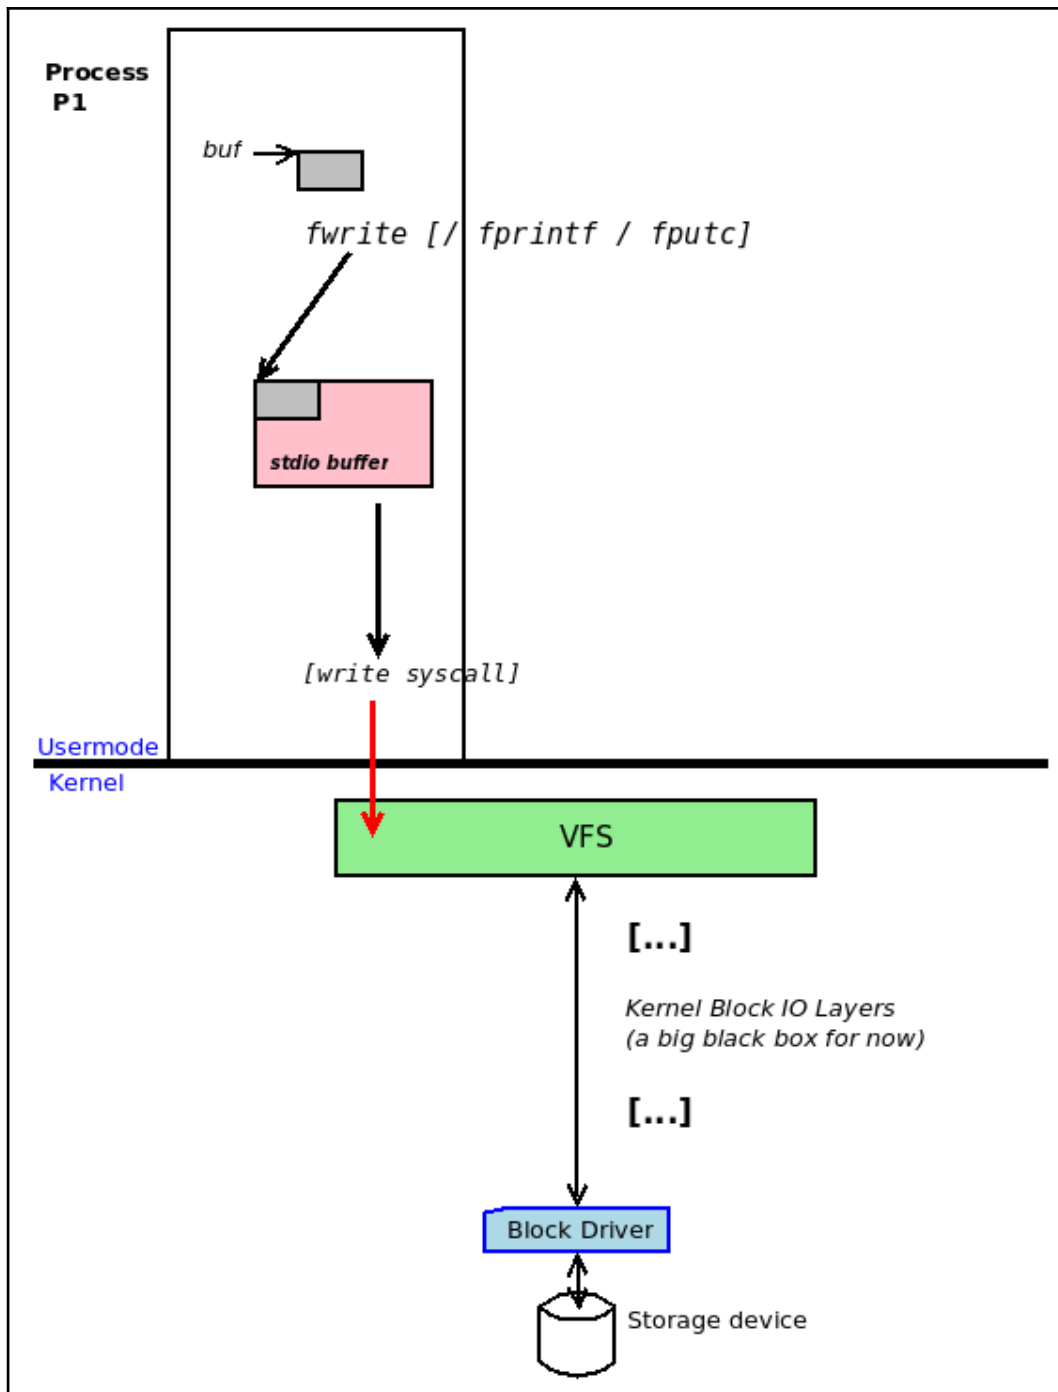 Process
P1
buf
fwrite [/ fprintf / fputc]
stdio buffer
[write syscall]
Usermode
Kernel
VFS
[...]
Kernel Block IO Layers
(a big black box for now)
[...]
Block Driver
Storage device